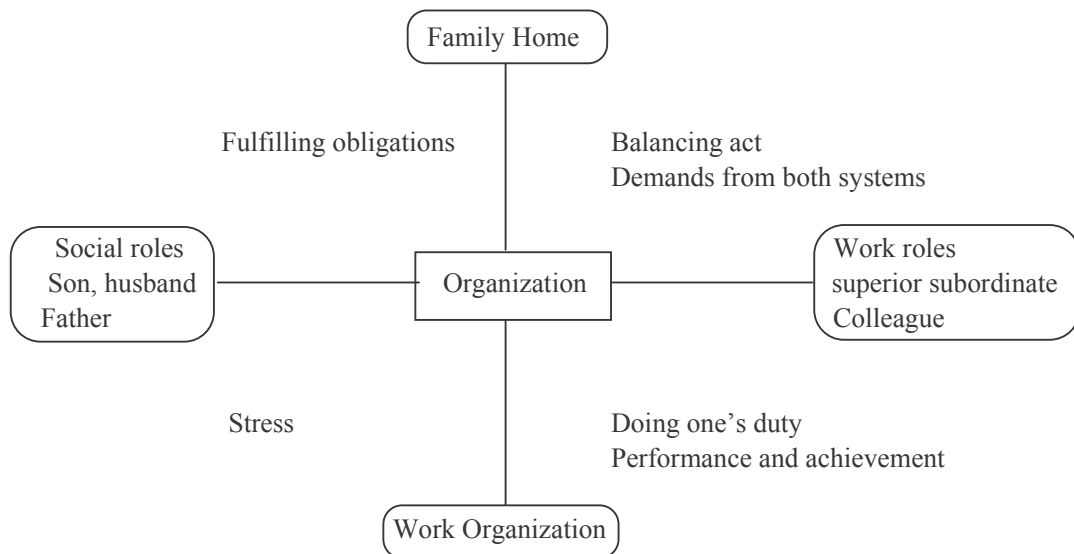 Family Home
Fulfilling obligations
Balancing act
Demands from both systems
Social roles
Son, husband
Father
Organization
Work roles
superior subordinate
Colleague
Stress
Doing one’s duty
Performance and achievement
Work Organization